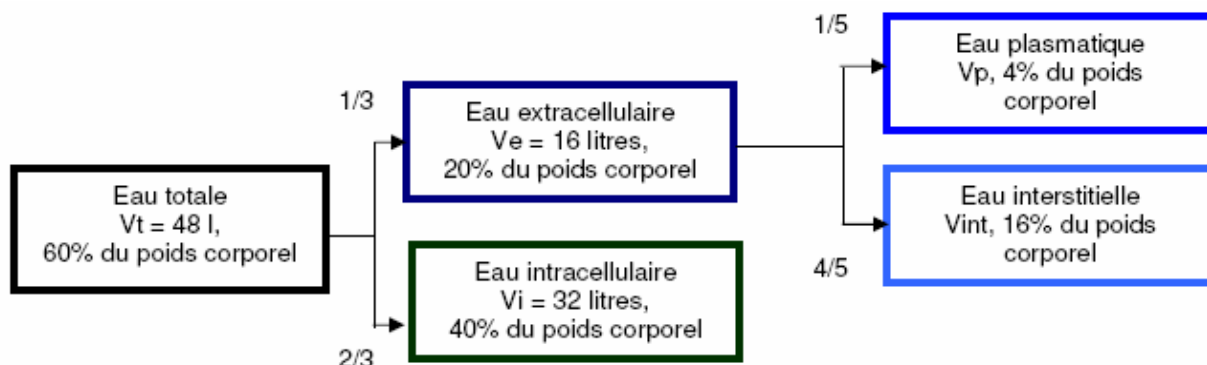 Eau totale
Vt = 48 l,
60% du poids corporel
1/3
Eau extracellulaire
Ve = 16 litres,
20% du poids corporel
2/3
Eau intracellulaire
Vi = 32 litres,
40% du poids corporel
1/5
Eau plasmatique
Vp, 4% du poids
corporel
4/5
Eau interstitielle
Vint, 16% du poids
corporel